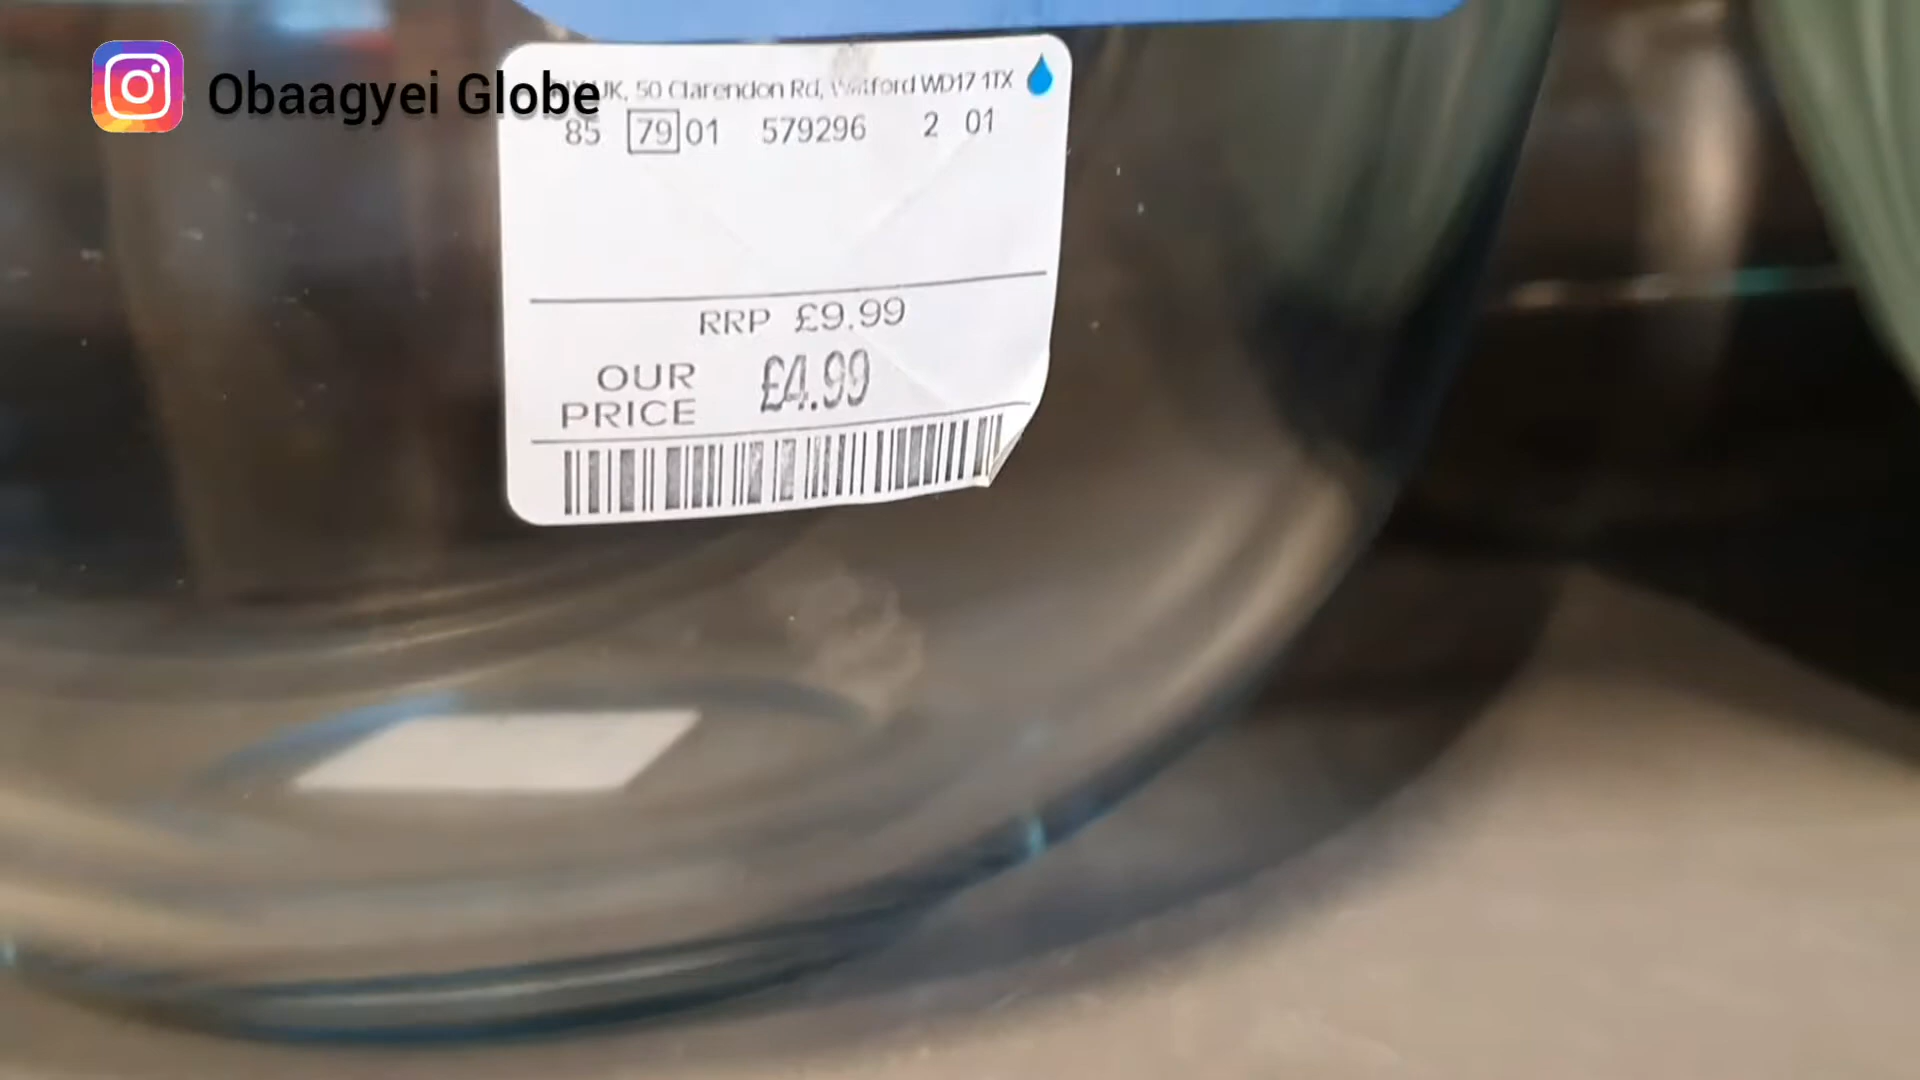 Obaagyei Globe
UK, 50 Clarendon Rd, Watford WD17 1TX
85 79 01 579296 2 01
RRP £9.99
OUR PRICE £4.99